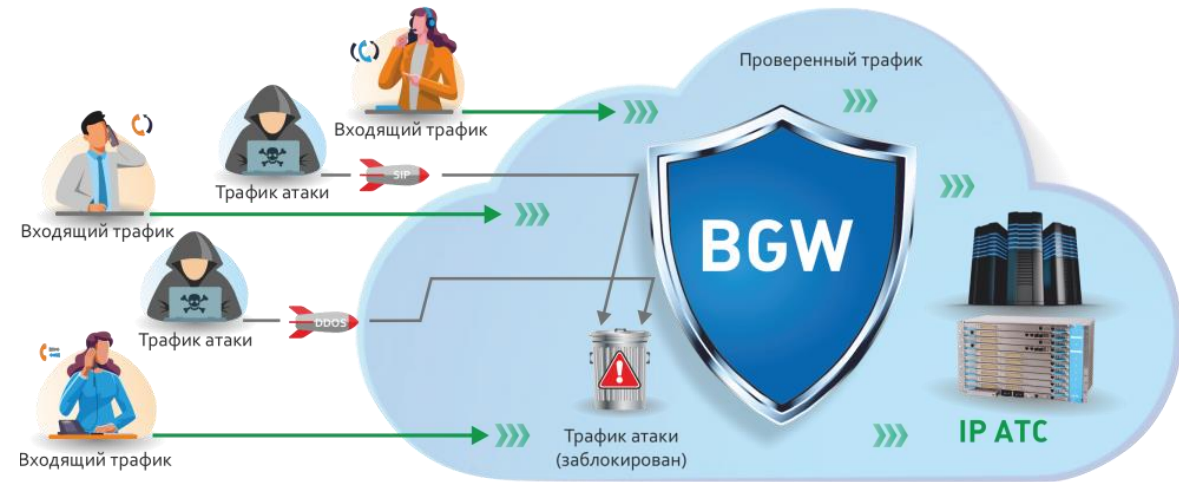 Проверенный трафик
Входящий трафик
SIP
Трафик атаки
Входящий трафик
BGW
DDOS
Трафик атаки
Трафик атаки
(заблокирован)
IP АТС
Входящий трафик